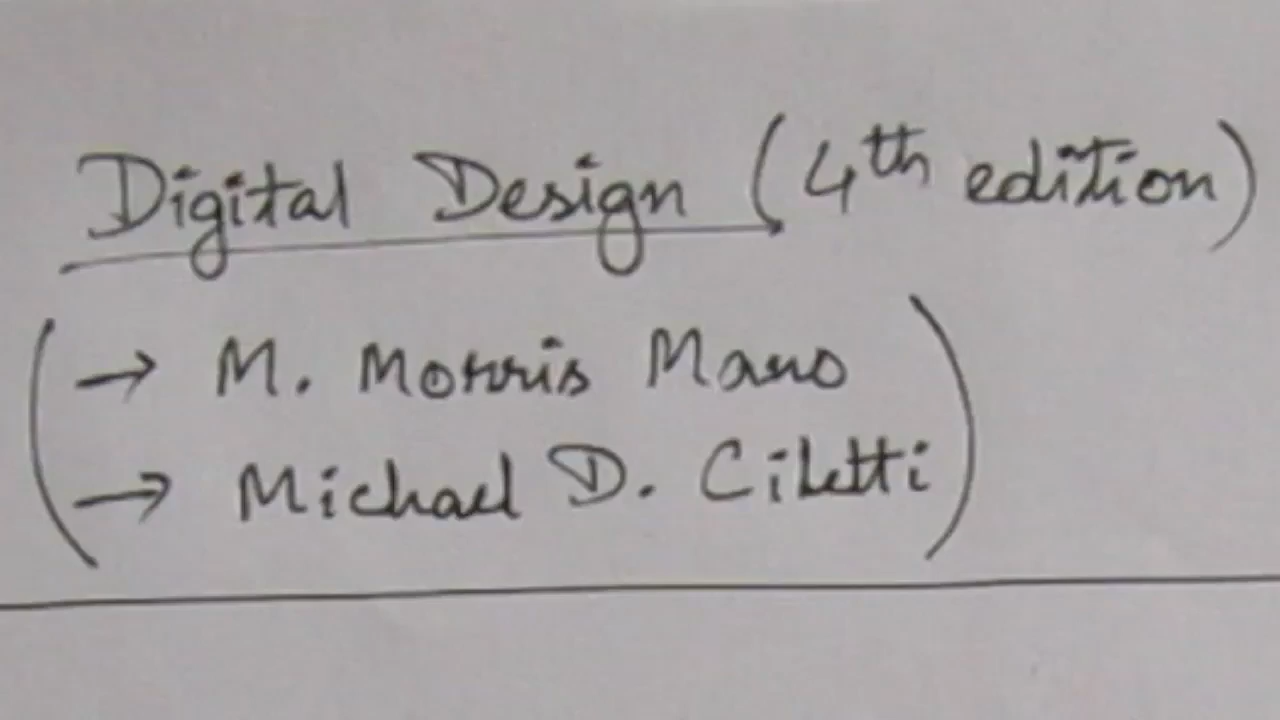 Digital Design (4th edition)
→ M. Morris Mano
→ Michael D. Ciletti